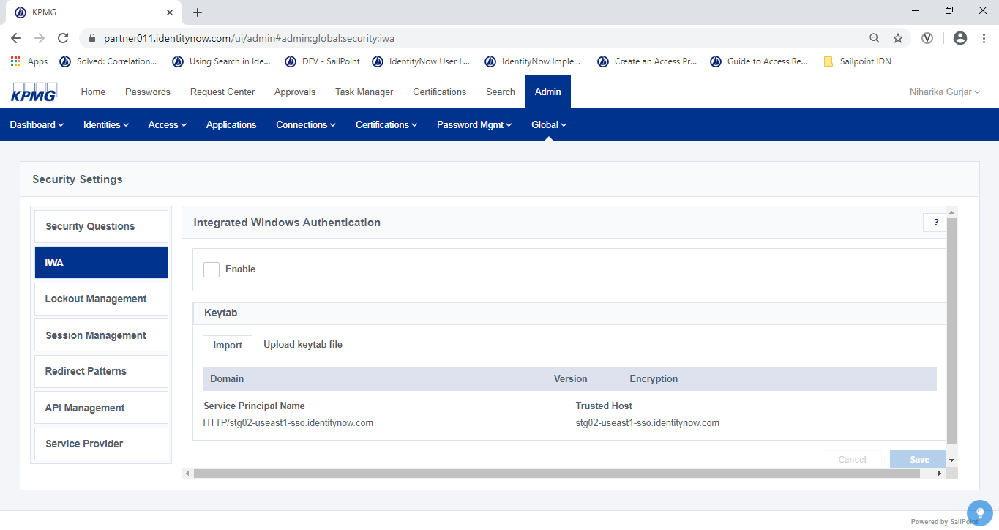 KPMG
partner011.identitynow.com/ui/admin#admin:global:security:iwa
Apps Solved: Correlation... Using Search in Ide... DEV - SailPoint IdentityNow User L... IdentityNow Imple... Create an Access Pr... Guide to Access Re... Sailpoint IDN
KPMG Home Passwords Request Center Approvals Task Manager Certifications Search Admin Niharika Gurjar
Dashboard Identities Access Applications Connections Certifications Password Mgmt Global
Security Settings
Security Questions
IWA
Lockout Management
Session Management
Redirect Patterns
API Management
Service Provider
Integrated Windows Authentication ?
Enable
Keytab
Import Upload keytab file
Domain Version Encryption
Service Principal Name Trusted Host
HTTP/stg02-useast1-sso.identitynow.com stg02-useast1-sso.identitynow.com
Cancel Save
Powered by SailPoint